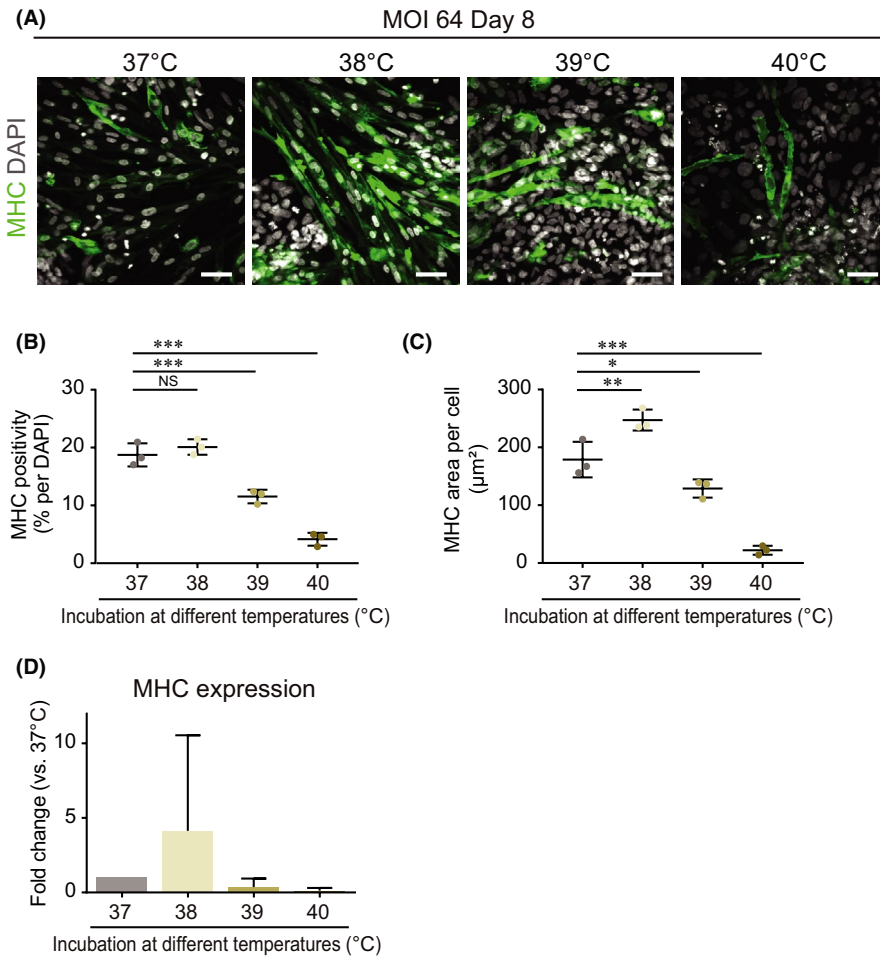 (A)
MOI 64 Day 8
37°C 38°C 39°C 40°C
MHC DAPI
(B)
***
***
NS
30
20
10
0
MHC positivity
(% per DAPI)
37 38 39 40
Incubation at different temperatures (°C)
(C)
***
*
**
300
200
100
0
MHC area per cell
(µm²)
37 38 39 40
Incubation at different temperatures (°C)
(D)
MHC expression
10
5
0
Fold change (vs. 37°C)
37 38 39 40
Incubation at different temperatures (°C)